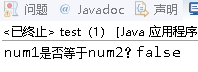 问题 @ Javadoc 声明
<已终止> test (1) [Java 应用程序
num1是否等于num2？false